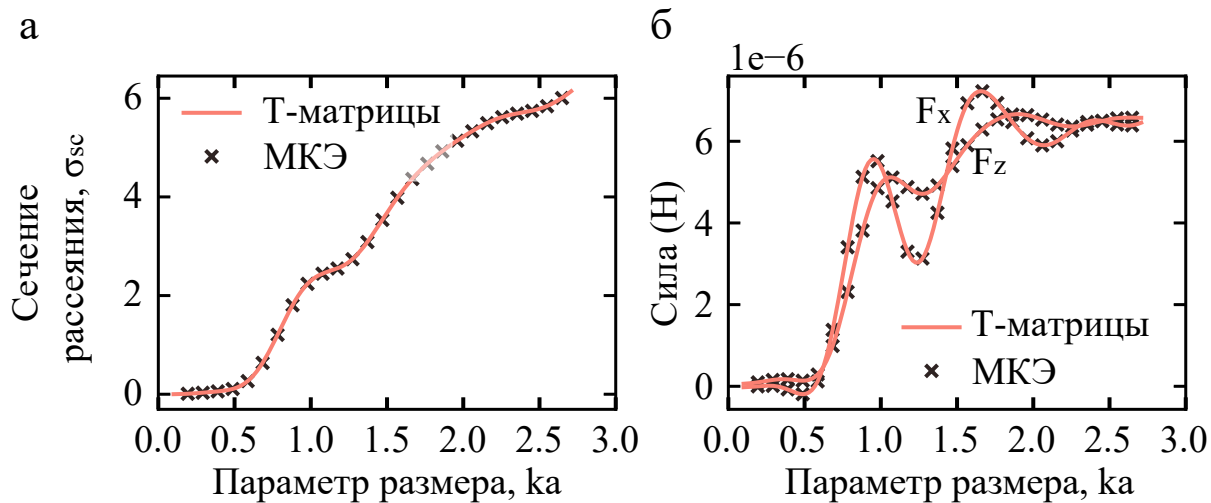 а
6
4
2
0
Сечение
рассеяния, σsc
Т-матрицы
МКЭ
0.0 0.5 1.0 1.5 2.0 2.5 3.0
Параметр размера, ka
б
1e−6
6
4
2
0
Сила (Н)
Fx
Fz
Т-матрицы
МКЭ
0.0 0.5 1.0 1.5 2.0 2.5 3.0
Параметр размера, ka